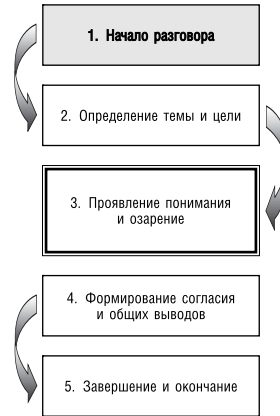 1. Начало разговора
2. Определение темы и цели
3. Проявление понимания
и озарение
4. Формирование согласия
и общих выводов
5. Завершение и окончание